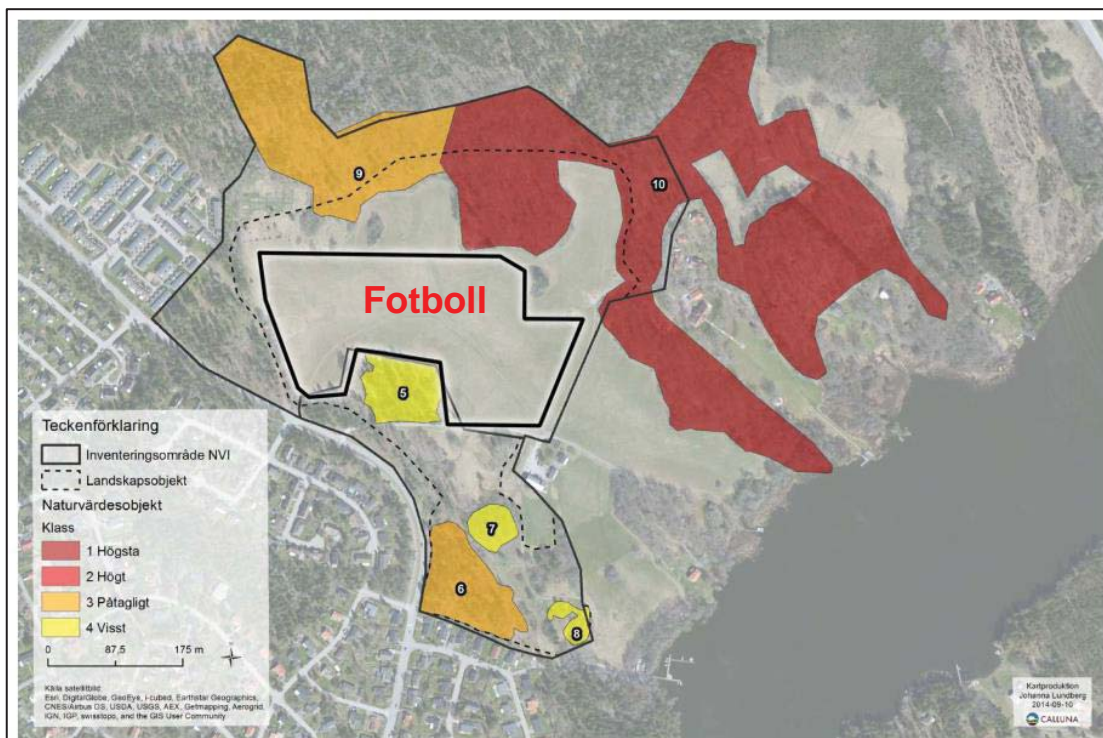 9
10
Fotboll
5
7
6
8
Teckenförklaring
Inventeringsområde NVI
Landskapsobjekt
Naturvärdesobjekt
Klass
1 Högsta
2 Högt
3 Påtagligt
4 Visst
0 87,5 175 m
Källa satellitbild
Esri, DigitalGlobe, GeoEye, i-cubed, Earthstar Geographics,
CNES/Airbus DS, USDA, USGS, AEX, Getmapping, Aerogrid,
IGN, IGP, swisstopo, and the GIS User Community
Kartproduktion
Johanna Lundberg
2014-09-10
CALLUNA